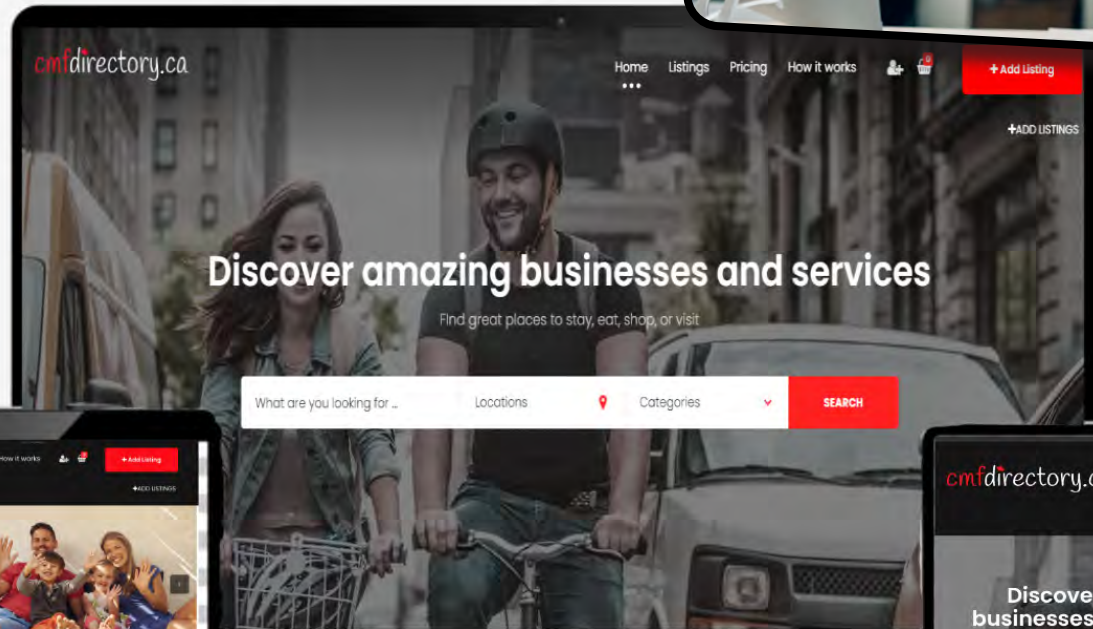 cmfdirectory.ca
Home Listings Pricing How it works 0 + Add Listing
+ADD LISTINGS
Discover amazing businesses and services
Find great places to stay, eat, shop, or visit
What are you looking for ... Locations Categories SEARCH
How it works + Add Listing
+ADD LISTINGS
cmfdirectory.c
Discove
businesses